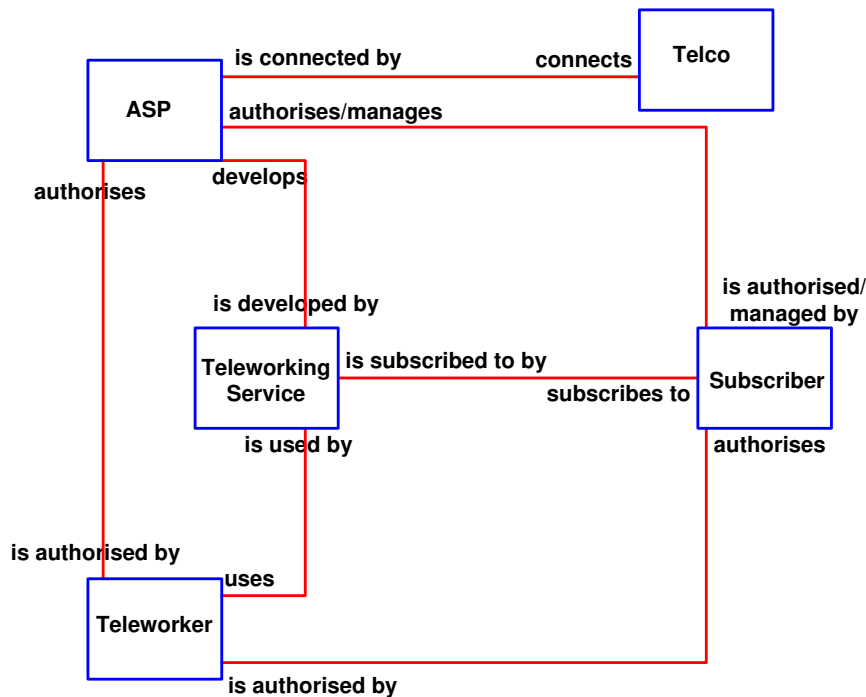 is connected by
connects
Telco
ASP
authorises/manages
authorises
develops
is developed by
is authorised/
managed by
Teleworking
Service
is subscribed to by
subscribes to
Subscriber
is used by
authorises
is authorised by
uses
Teleworker
is authorised by